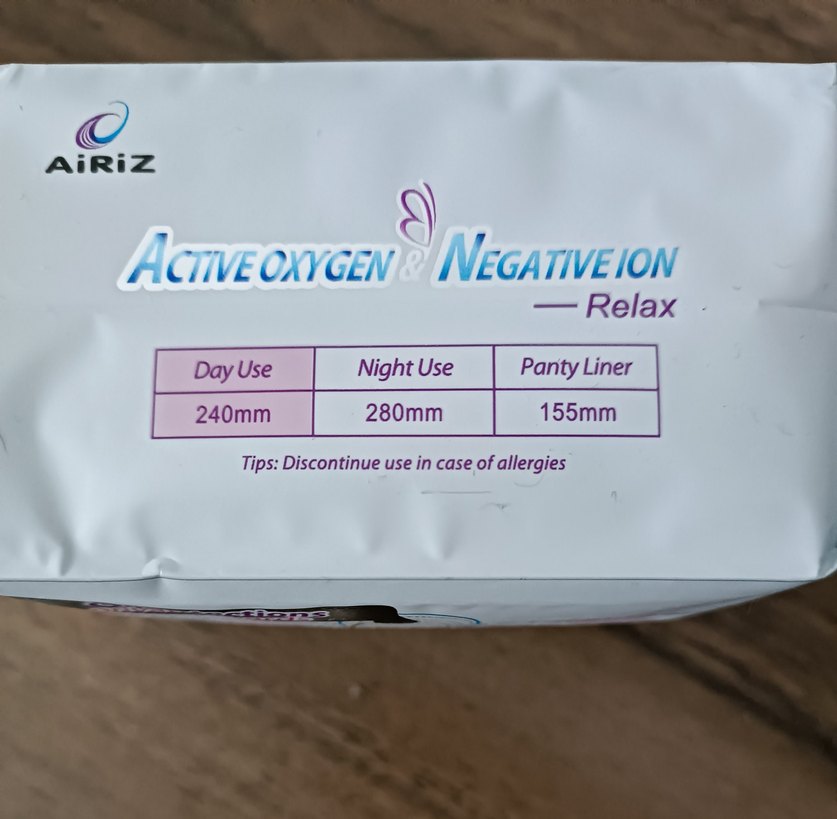 AiRiZ
ACTIVE OXYGEN & NEGATIVE ION
— Relax
Day Use Night Use Panty Liner
240mm 280mm 155mm
Tips: Discontinue use in case of allergies